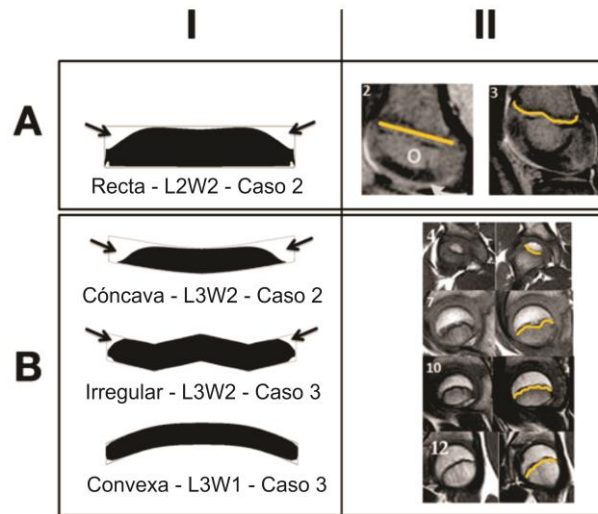 I II
A
2 3
O
Recta - L2W2 - Caso 2
B
Cóncava - L3W2 - Caso 2
Irregular - L3W2 - Caso 3
Convexa - L3W1 - Caso 3
4
7
10
12